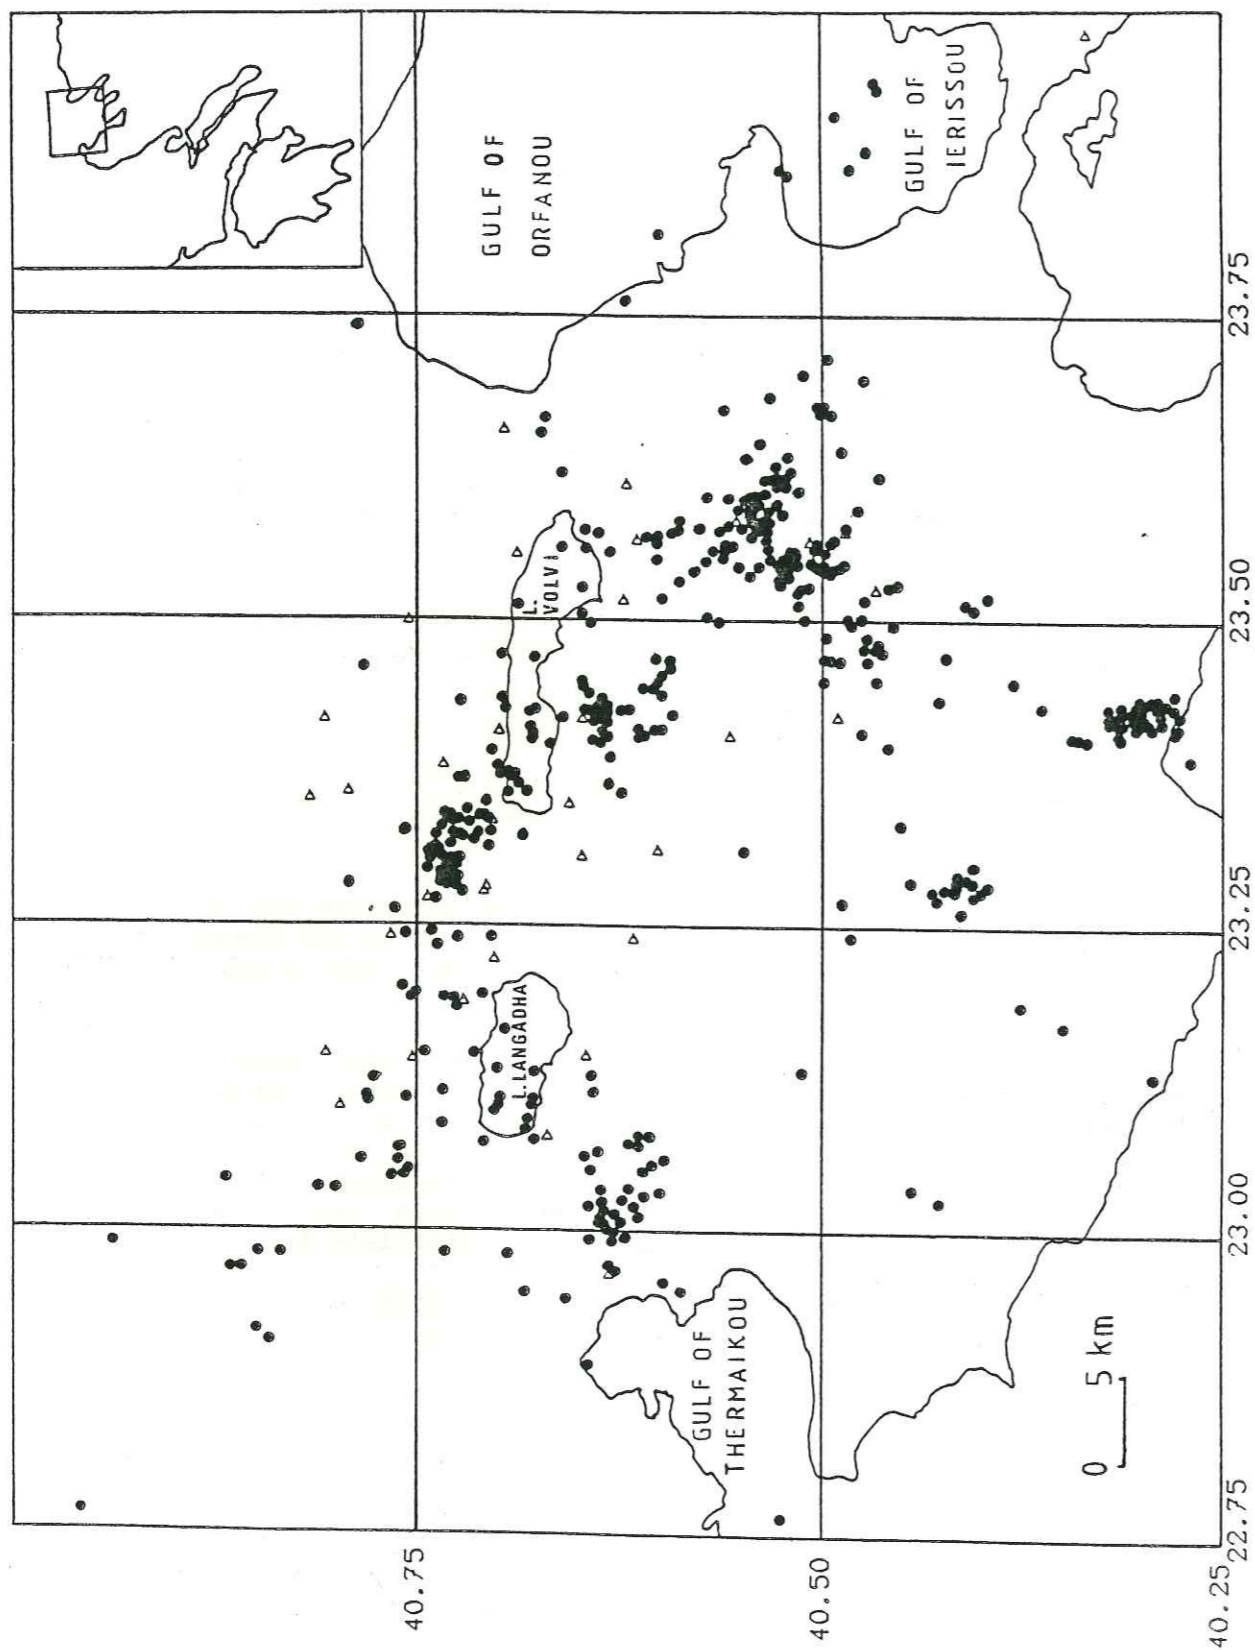 GULF OF
ORFANOU
GULF OF
IERISSOU
L.
VOLVI
L.LANGADHA
GULF OF
THERMAIKOU
0 5 km
40.75
40.50
40.25
22.75
23.00
23.25
23.50
23.75